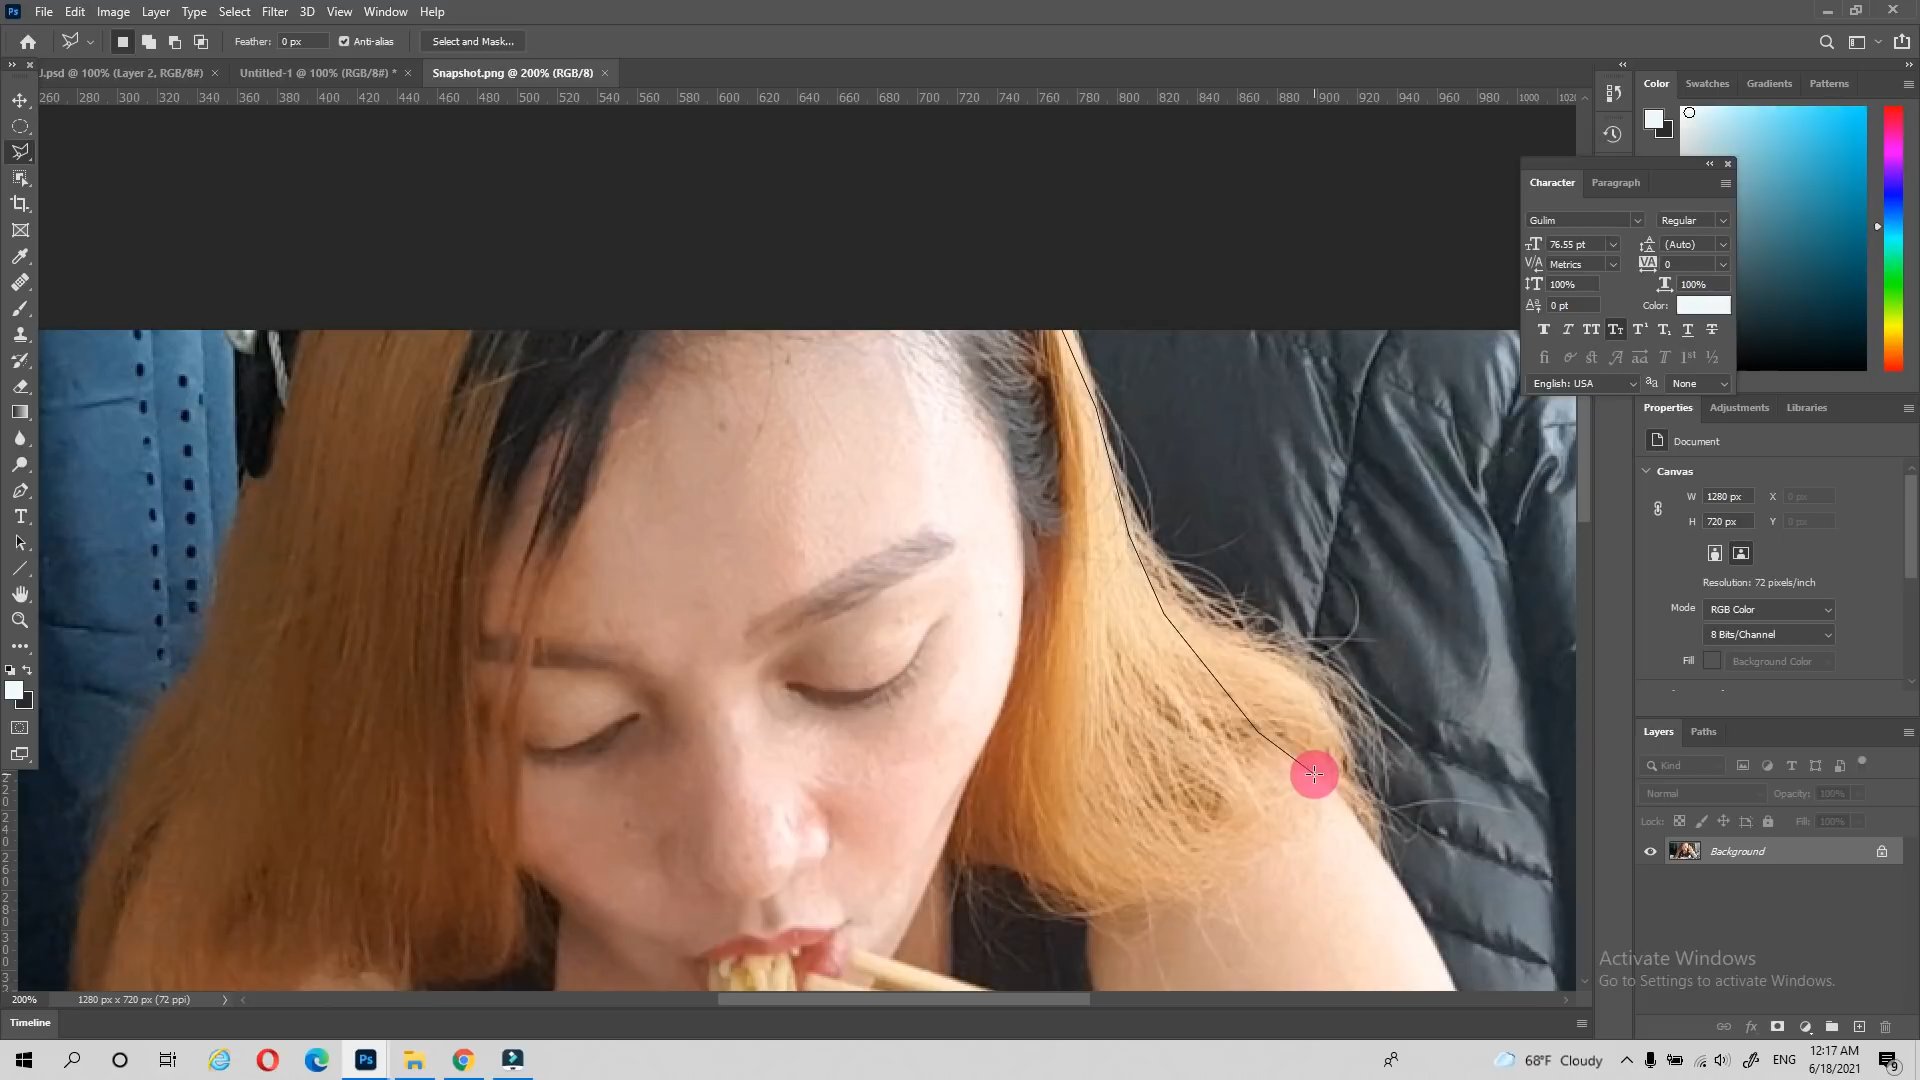 Ps File Edit Image Layer Type Select Filter 3D View Window Help
Feather: 0 px Anti-alias Select and Mask...
J.psd @ 100% (Layer 2, RGB/8#) × Untitled-1 @ 100% (RGB/8#) * × Snapshot.png @ 200% (RGB/8) ×
260 280 300 320 340 360 380 400 420 440 460 480 500 520 540 560 580 600 620 640 660 680 700 720 740 760 780 800 820 840 860 880 900 920 940 960 980 1000 1020
Color Swatches Gradients Patterns
Character Paragraph
Gulim Regular
76.55 pt (Auto)
Metrics 0
100% 100%
0 pt Color:
English: USA aa None
Properties Adjustments Libraries
Document
Canvas
W 1280 px X 0 px
H 720 px Y 0 px
Resolution: 72 pixels/inch
Mode RGB Color
8 Bits/Channel
Fill Background Color
Layers Paths
Kind
Normal Opacity: 100%
Lock: Fill: 100%
Background
Activate Windows
Go to Settings to activate Windows.
200% 1280 px x 720 px (72 ppi)
Timeline
68°F Cloudy ENG 12:17 AM
6/18/2021
9